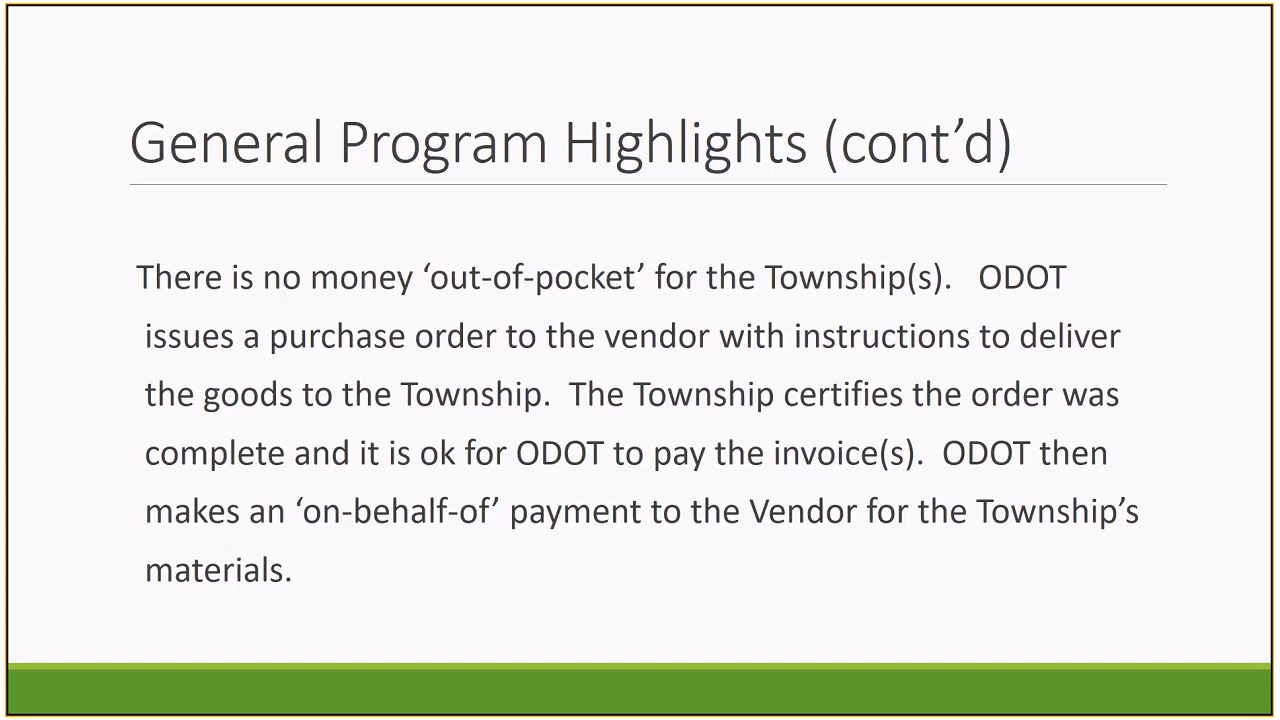 General Program Highlights (cont’d)
There is no money ‘out-of-pocket’ for the Township(s).   ODOT
issues a purchase order to the vendor with instructions to deliver
the goods to the Township.  The Township certifies the order was
complete and it is ok for ODOT to pay the invoice(s).  ODOT then
makes an ‘on-behalf-of’ payment to the Vendor for the Township’s
materials.